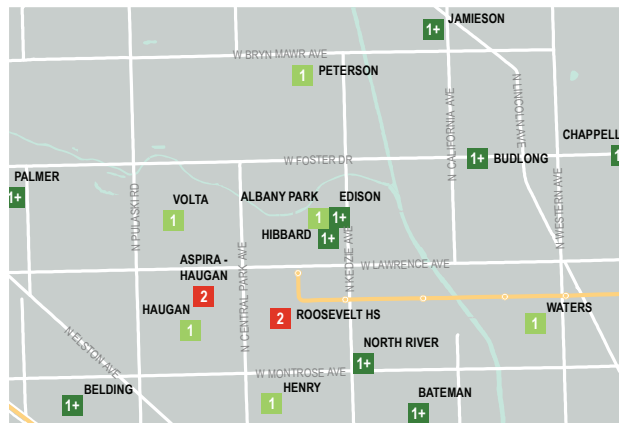 JAMIESON
1+
W BRYN MAWR AVE
PETERSON
1
N LINCOLN AVE
N CALIFORNIA AVE
CHAPPELL
1+
W FOSTER DR
1+
BUDLONG
PALMER
1+
VOLTA
1
ALBANY PARK
1
EDISON
1+
HIBBARD
1+
N PULASKI RD
N CENTRAL PARK AVE
N KEDZIE AVE
N WESTERN AVE
ASPIRA -
HAUGAN
2
W LAWRENCE AVE
HAUGAN
1
2
ROOSEVELT HS
WATERS
1
N ELSTON AVE
NORTH RIVER
1+
W MONTROSE AVE
HENRY
1
BELDING
1+
BATEMAN
1+